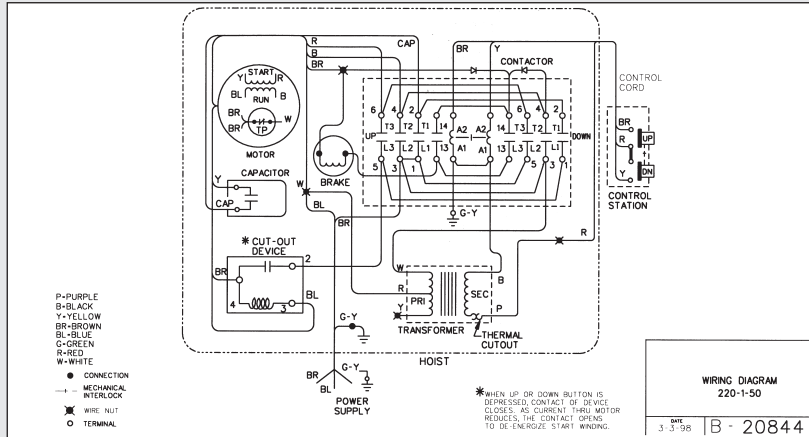 R
B
BR
CAP
BR
Y
START
Y
R
BL
RUN
B
BR
BR
TP
W
MOTOR
CONTACTOR
CONTROL
CORD
6 4 2
6 4 2
T3 T2 T1 14
A2 A2
14 T3 T2 T1
UP
DOWN
L3 L2 L1 13
A1 A1
13 L3 L2 L1
5 3 1
5 3 1
BR
R
Y
UP
DN
CONTROL
STATION
BRAKE
CAPACITOR
Y
CAP
W
BL
BR
G-Y
R
* CUT-OUT
DEVICE
2
BR
BL
4
3
W
R
Y
PRI
SEC
B
P
TRANSFORMER
THERMAL
CUTOUT
G-Y
HOIST
G-Y
BR
BL
POWER
SUPPLY
P-PURPLE
B-BLACK
Y-YELLOW
BR-BROWN
BL-BLUE
G-GREEN
R-RED
W-WHITE
CONNECTION
MECHANICAL
INTERLOCK
WIRE NUT
TERMINAL
*WHEN UP OR DOWN BUTTON IS
DEPRESSED, CONTACT OF DEVICE
CLOSES. AS CURRENT THRU MOTOR
REDUCES, THE CONTACT OPENS
TO DE-ENERGIZE START WINDING.
WIRING DIAGRAM
220-1-50
DATE
3-3-98
B - 20844